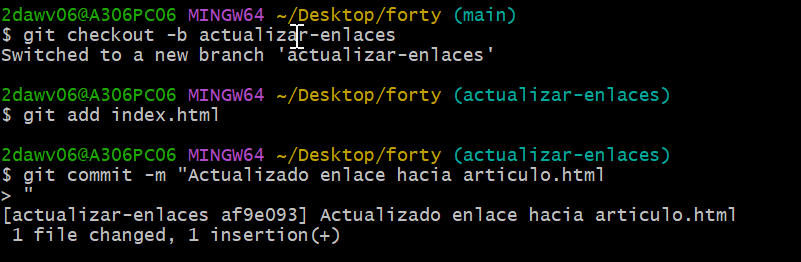 2dawv06@A306PC06 MINGW64 ~/Desktop/forty (main)
$ git checkout -b actualizar-enlaces
Switched to a new branch 'actualizar-enlaces'
2dawv06@A306PC06 MINGW64 ~/Desktop/forty (actualizar-enlaces)
$ git add index.html
2dawv06@A306PC06 MINGW64 ~/Desktop/forty (actualizar-enlaces)
$ git commit -m "Actualizado enlace hacia articulo.html
> "
[actualizar-enlaces af9e093] Actualizado enlace hacia articulo.html
 1 file changed, 1 insertion(+)